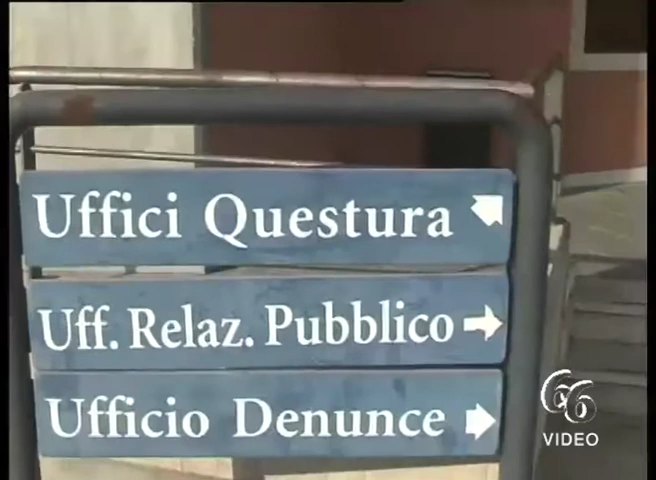 Uffici Questura
Uff. Relaz. Pubblico
Ufficio Denunce
VIDEO